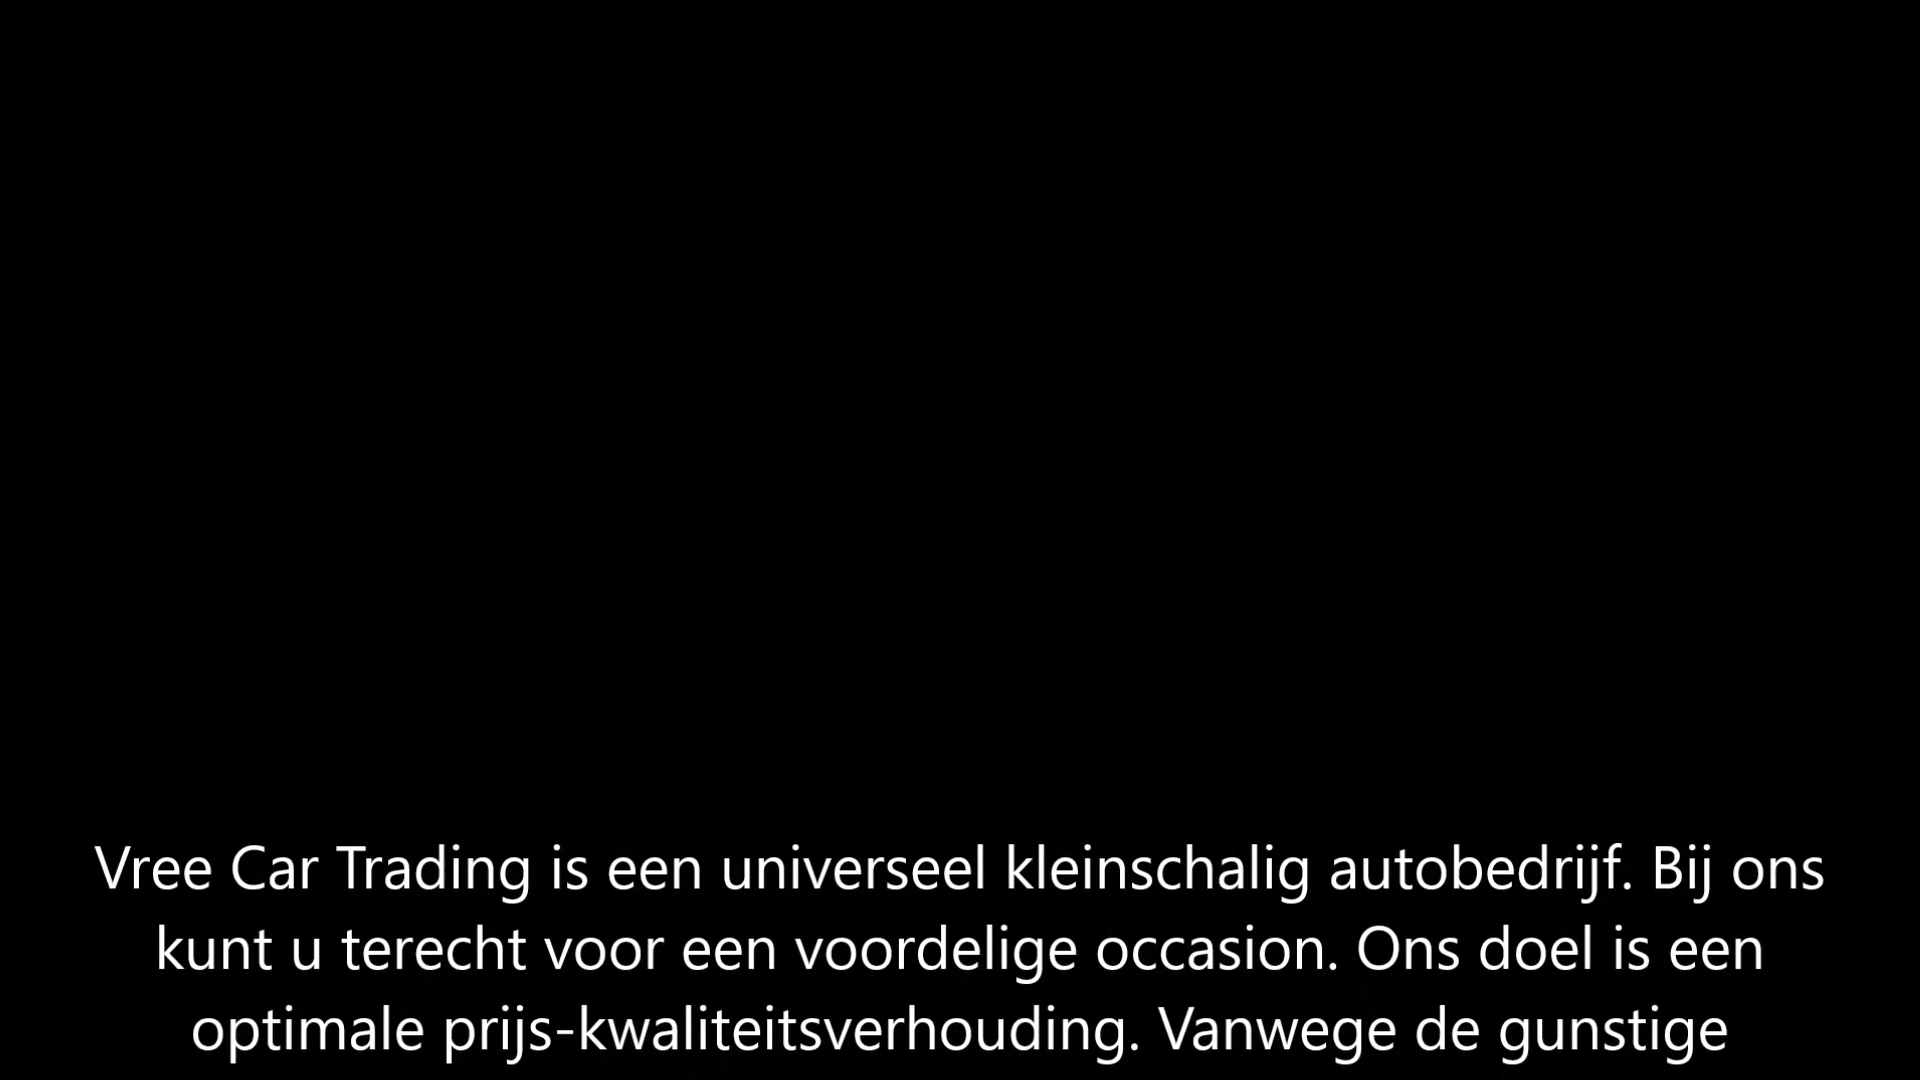 Vree Car Trading is een universeel kleinschalig autobedrijf. Bij ons
kunt u terecht voor een voordelige occasion. Ons doel is een
optimale prijs-kwaliteitsverhouding. Vanwege de gunstige